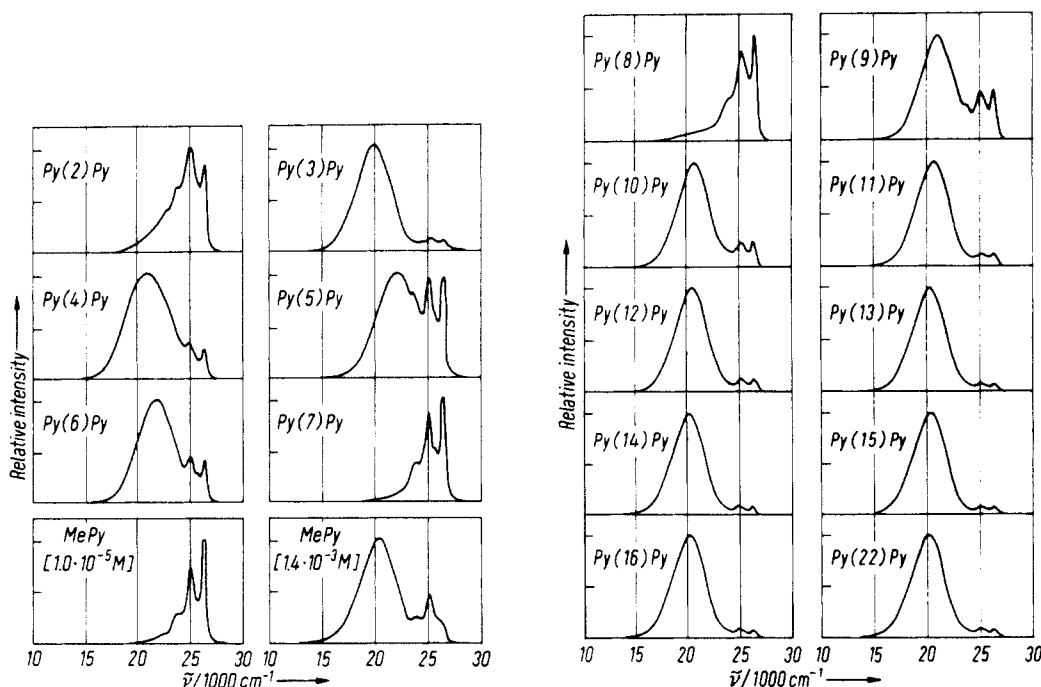 Py(2)Py
Py(3)Py
Py(4)Py
Py(5)Py
Py(6)Py
Py(7)Py
MePy
[1.0·10⁻⁵M]
MePy
[1.4·10⁻³M]
Relative intensity
10 15 20 25 30
10 15 20 25 30
ν̃/1000 cm⁻¹
Py(8)Py
Py(9)Py
Py(10)Py
Py(11)Py
Py(12)Py
Py(13)Py
Py(14)Py
Py(15)Py
Py(16)Py
Py(22)Py
Relative intensity
10 15 20 25 30
10 15 20 25 30
ν̃/1000 cm⁻¹